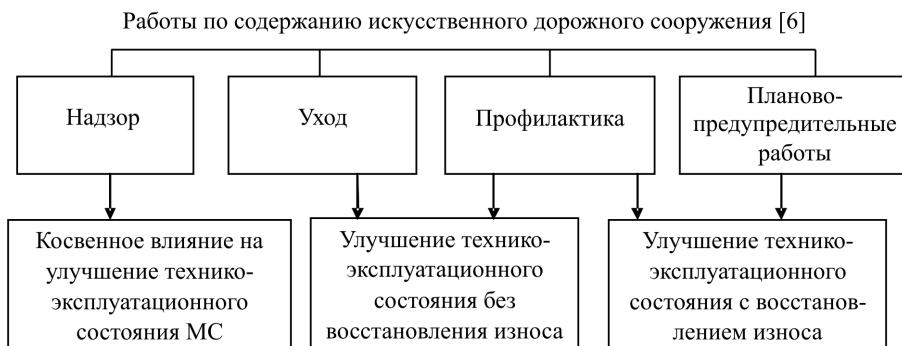 Работы по содержанию искусственного дорожного сооружения [6]
Надзор
Уход
Профилактика
Планово-
предупредительные
работы
Косвенное влияние на
улучшение технико-
эксплуатационного
состояния МС
Улучшение технико-
эксплуатационного
состояния без
восстановления износа
Улучшение технико-
эксплуатационного
состояния с восстанов-
лением износа